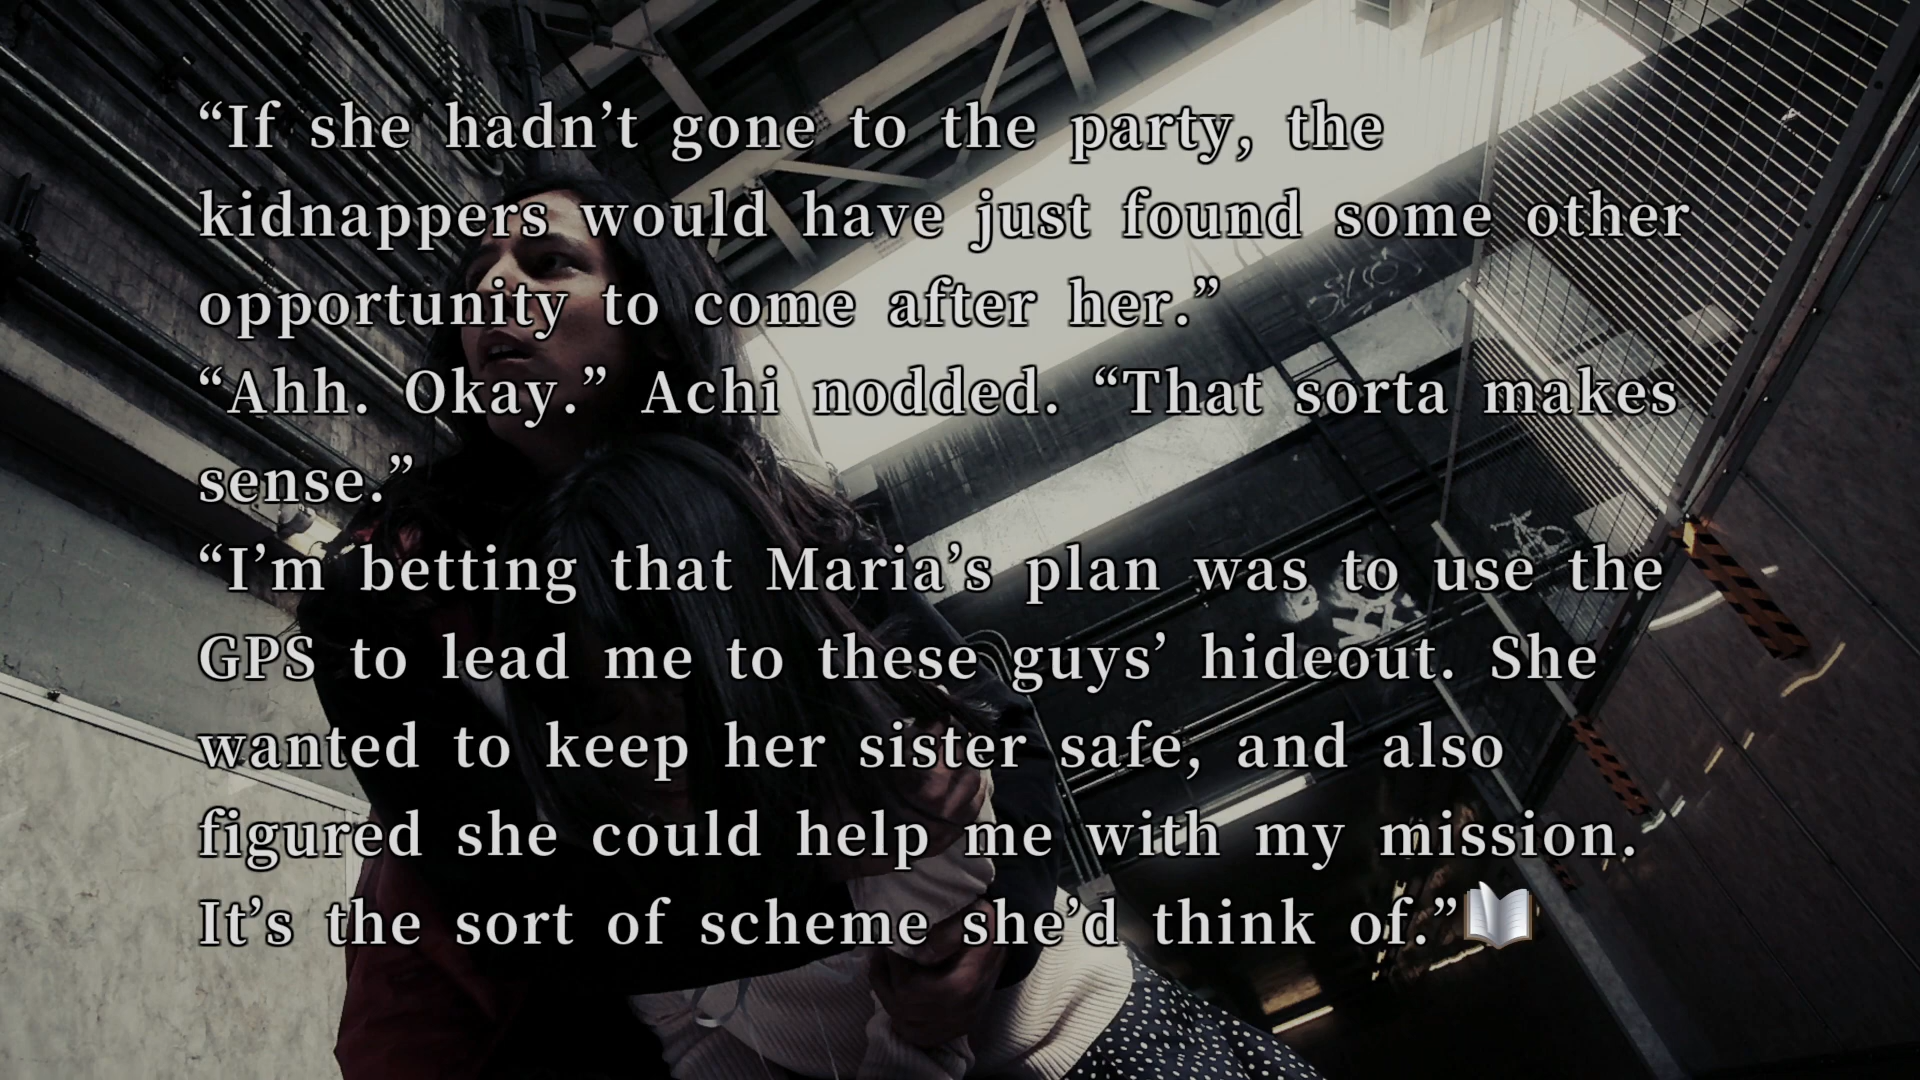 “If she hadn’t gone to the party, the
kidnappers would have just found some other
opportunity to come after her.”
“Ahh. Okay.” Achi nodded. “That sorta makes
sense.”
“I’m betting that Maria’s plan was to use the
GPS to lead me to these guys’ hideout. She
wanted to keep her sister safe, and also
figured she could help me with my mission.
It’s the sort of scheme she’d think of.”